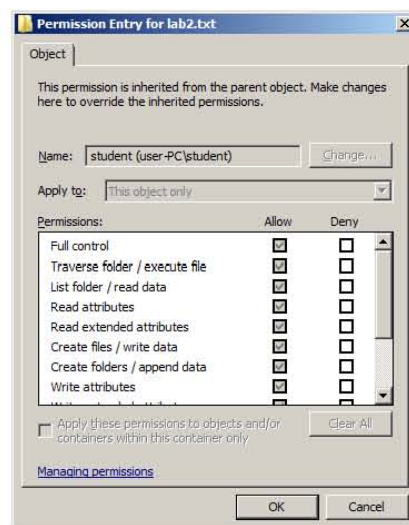 Permission Entry for lab2.txt
Object
This permission is inherited from the parent object. Make changes
here to override the inherited permissions.
Name: student (user-PC\student) Change...
Apply to: This object only
Permissions: Allow Deny
Full control
Traverse folder / execute file
List folder / read data
Read attributes
Read extended attributes
Create files / write data
Create folders / append data
Write attributes
Apply these permissions to objects and/or
containers within this container only
Clear All
Managing permissions
OK Cancel